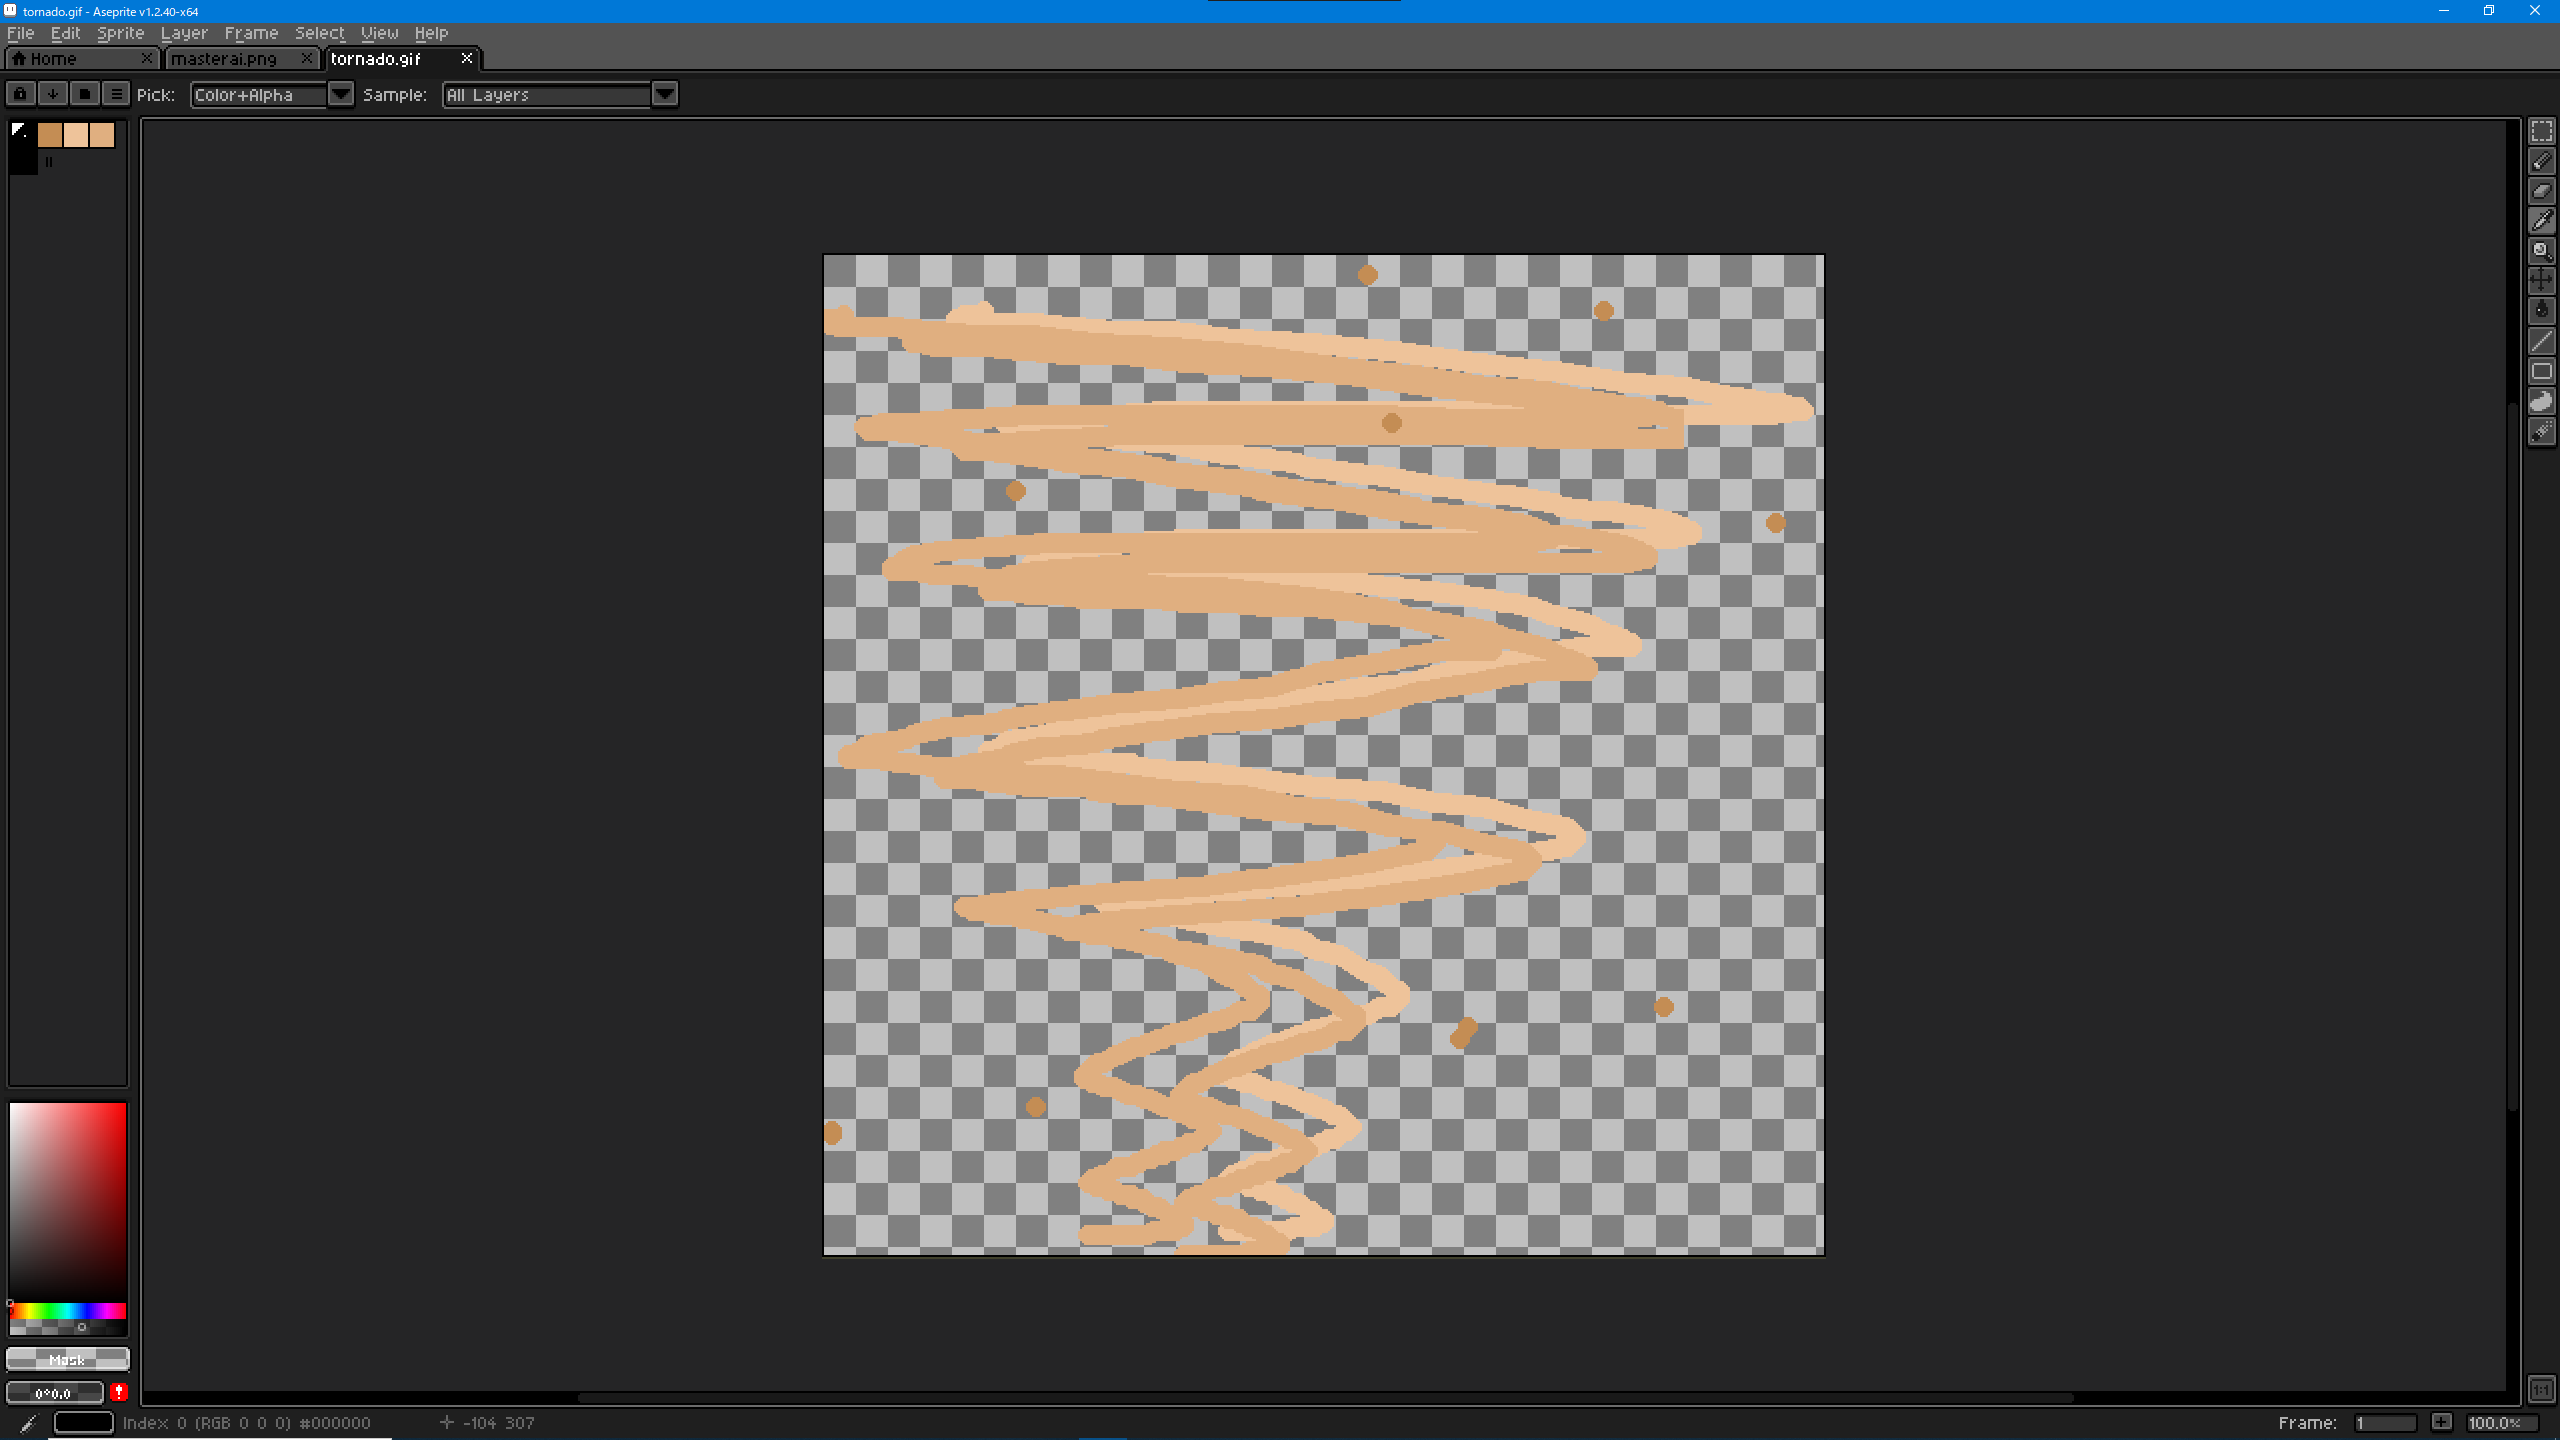 tornado.gif - Aseprite v1.2.40-x64
File Edit Sprite Layer Frame Select View Help
Home masterai.png tornado.gif
Pick: Color+Alpha Sample: All Layers
Mask
0°0,0
Index 0 (RGB 0 0 0) #000000 -104 307 Frame: 1 100.0%
1:1